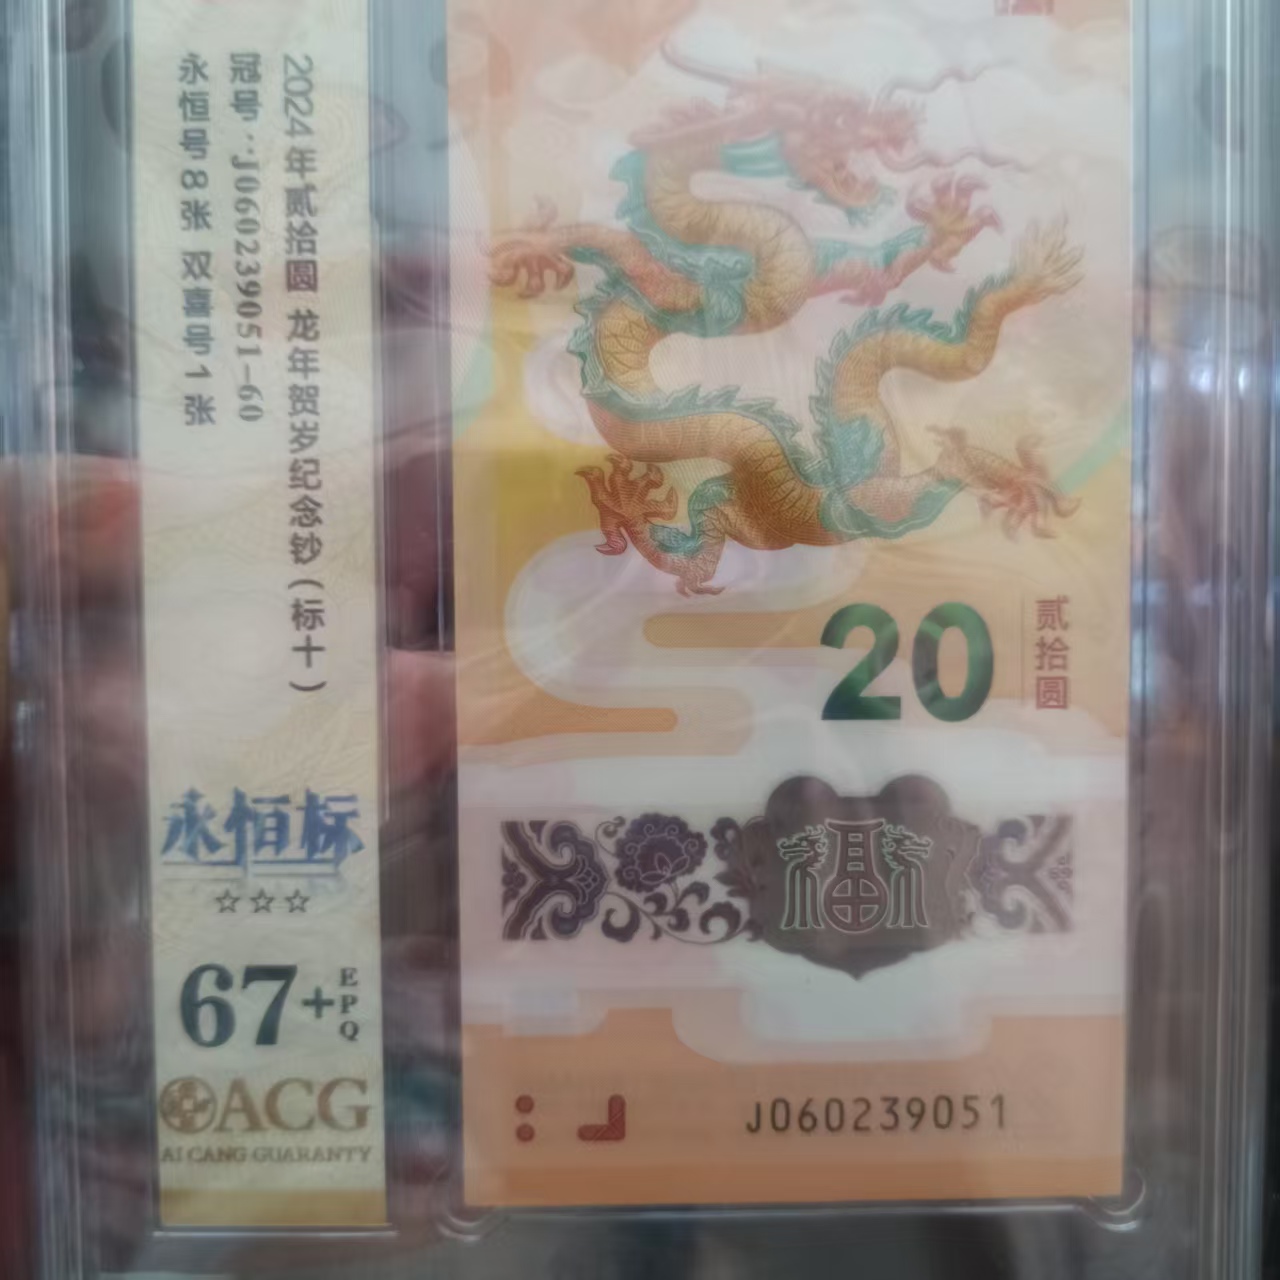 2024年贰拾圆 龙年贺岁纪念钞(标十)
冠号:J060239051-60
永恒号8张 双喜号1张
永恒标
☆☆☆
67+
EPQ
ACG
AI CANG GUARANTY
20
贰拾圆
福
J060239051